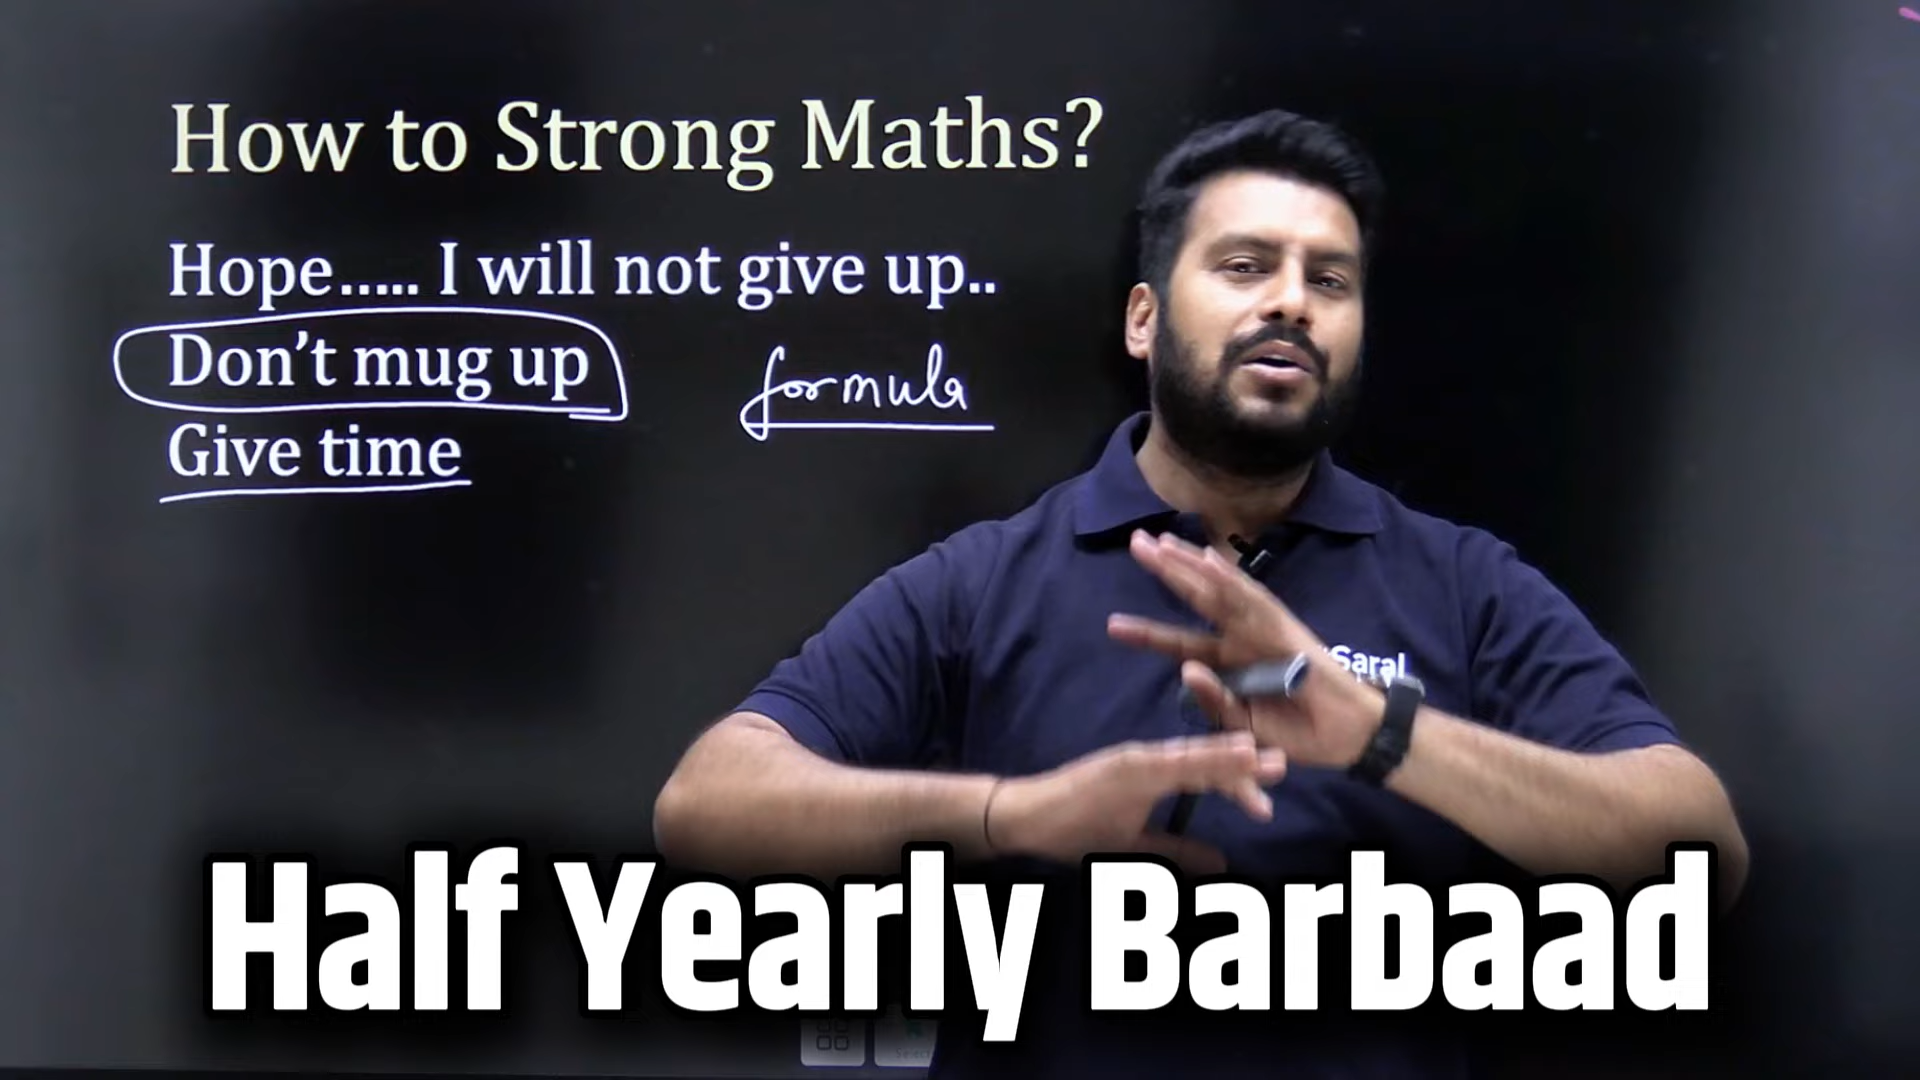 How to Strong Maths?
Hope..... I will not give up..
Don't mug up
formula
Give time
Saral
Half Yearly Barbaad
Select